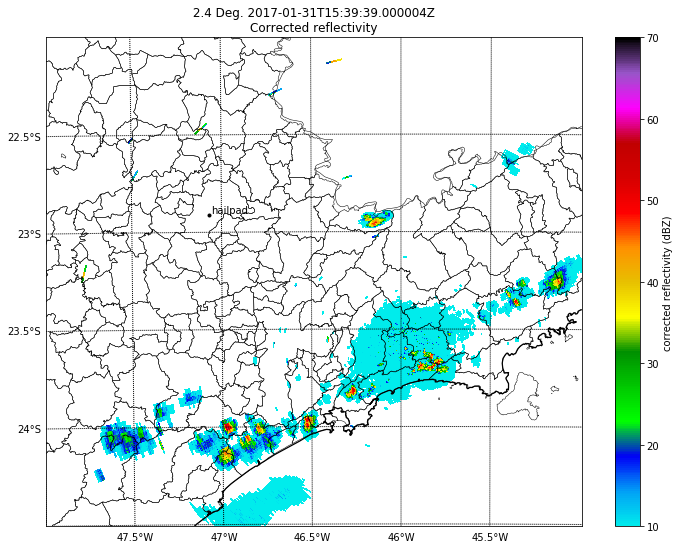 2.4 Deg. 2017-01-31T15:39:39.000004Z
Corrected reflectivity
22.5°S
23°S
23.5°S
24°S
47.5°W
47°W
46.5°W
46°W
45.5°W
hailpad
70
60
50
40
30
20
10
corrected reflectivity (dBZ)